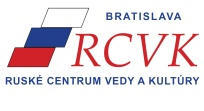 BRATISLAVA
RCVK
RUSKÉ CENTRUM VEDY A KULTÚRY